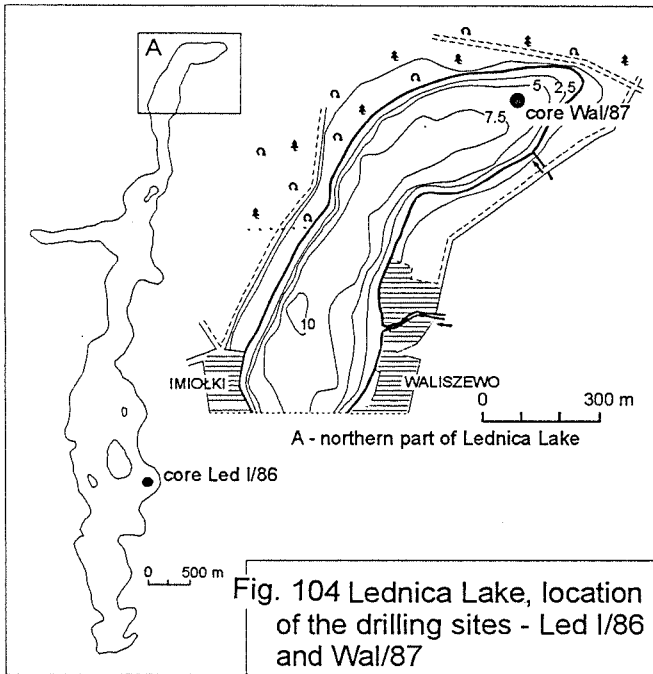 A
5
2,5
7.5
core Wal/87
10
IMIOŁKI
WALISZEWO
0 300 m
A - northern part of Lednica Lake
core Led I/86
0 500 m
Fig. 104 Lednica Lake, location
of the drilling sites - Led I/86
and Wal/87